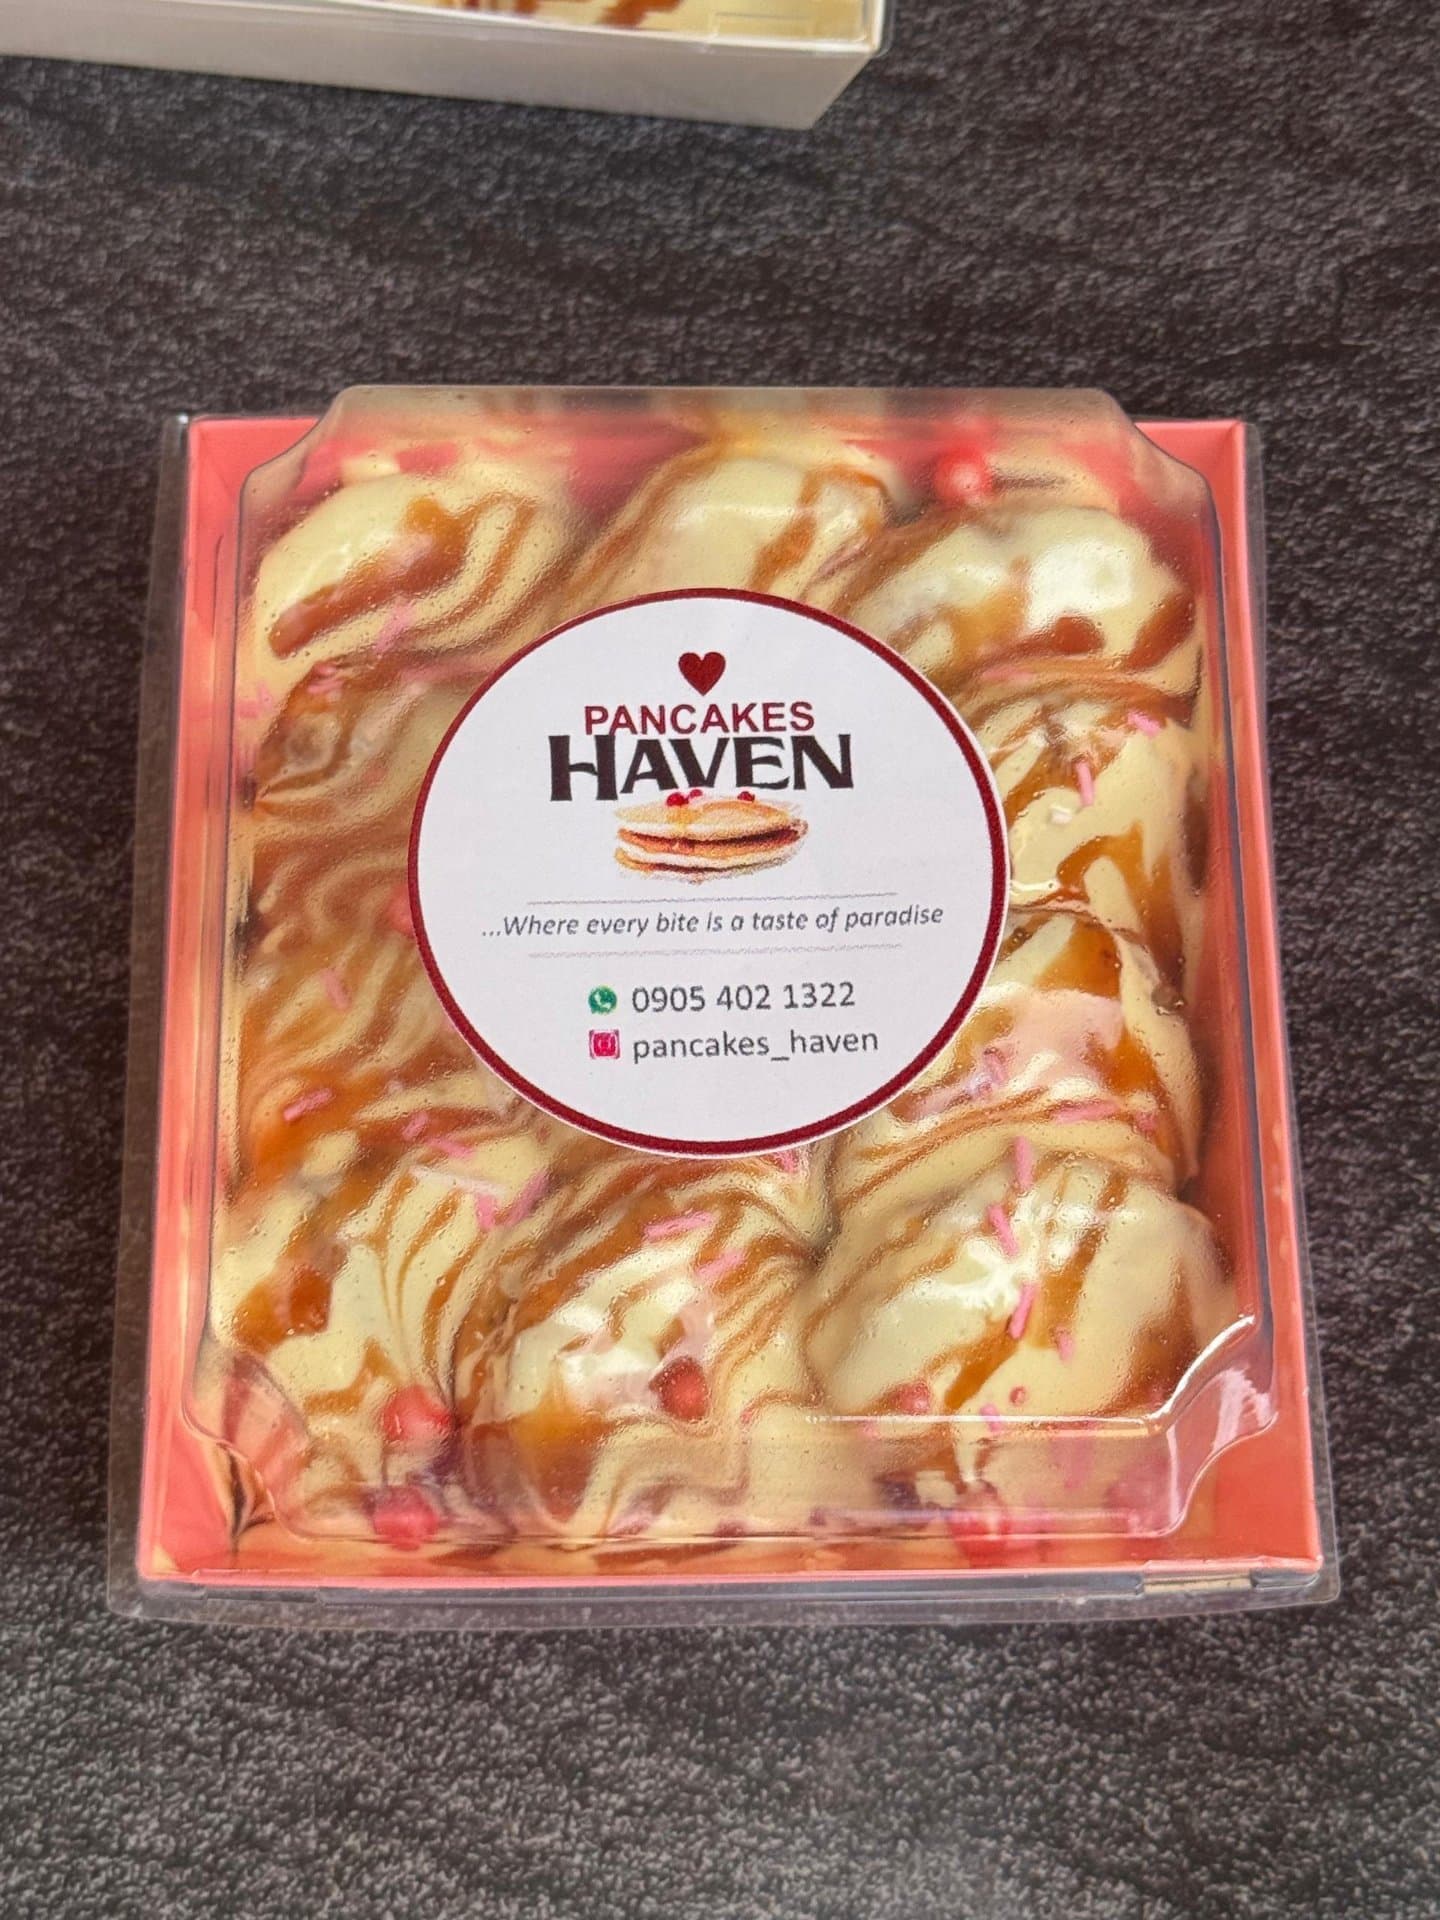 PANCAKES
HAVEN
...Where every bite is a taste of paradise
0905 402 1322
pancakes_haven